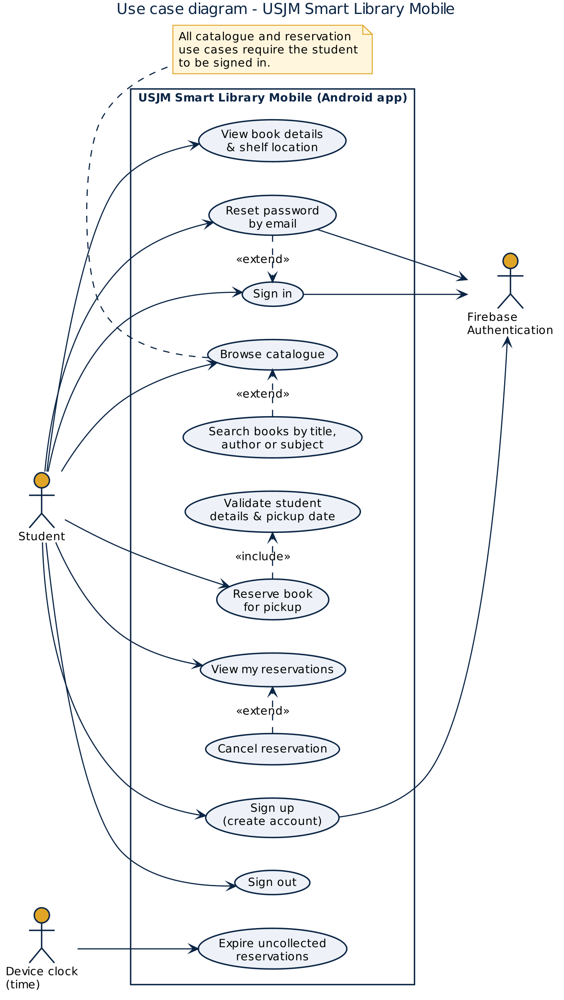 Use case diagram - USJM Smart Library Mobile
All catalogue and reservation
use cases require the student
to be signed in.
USJM Smart Library Mobile (Android app)
View book details
& shelf location
Reset password
by email
«extend»
Sign in
Firebase
Authentication
Browse catalogue
«extend»
Search books by title,
author or subject
Validate student
details & pickup date
Student
«include»
Reserve book
for pickup
View my reservations
«extend»
Cancel reservation
Sign up
(create account)
Sign out
Expire uncollected
reservations
Device clock
(time)